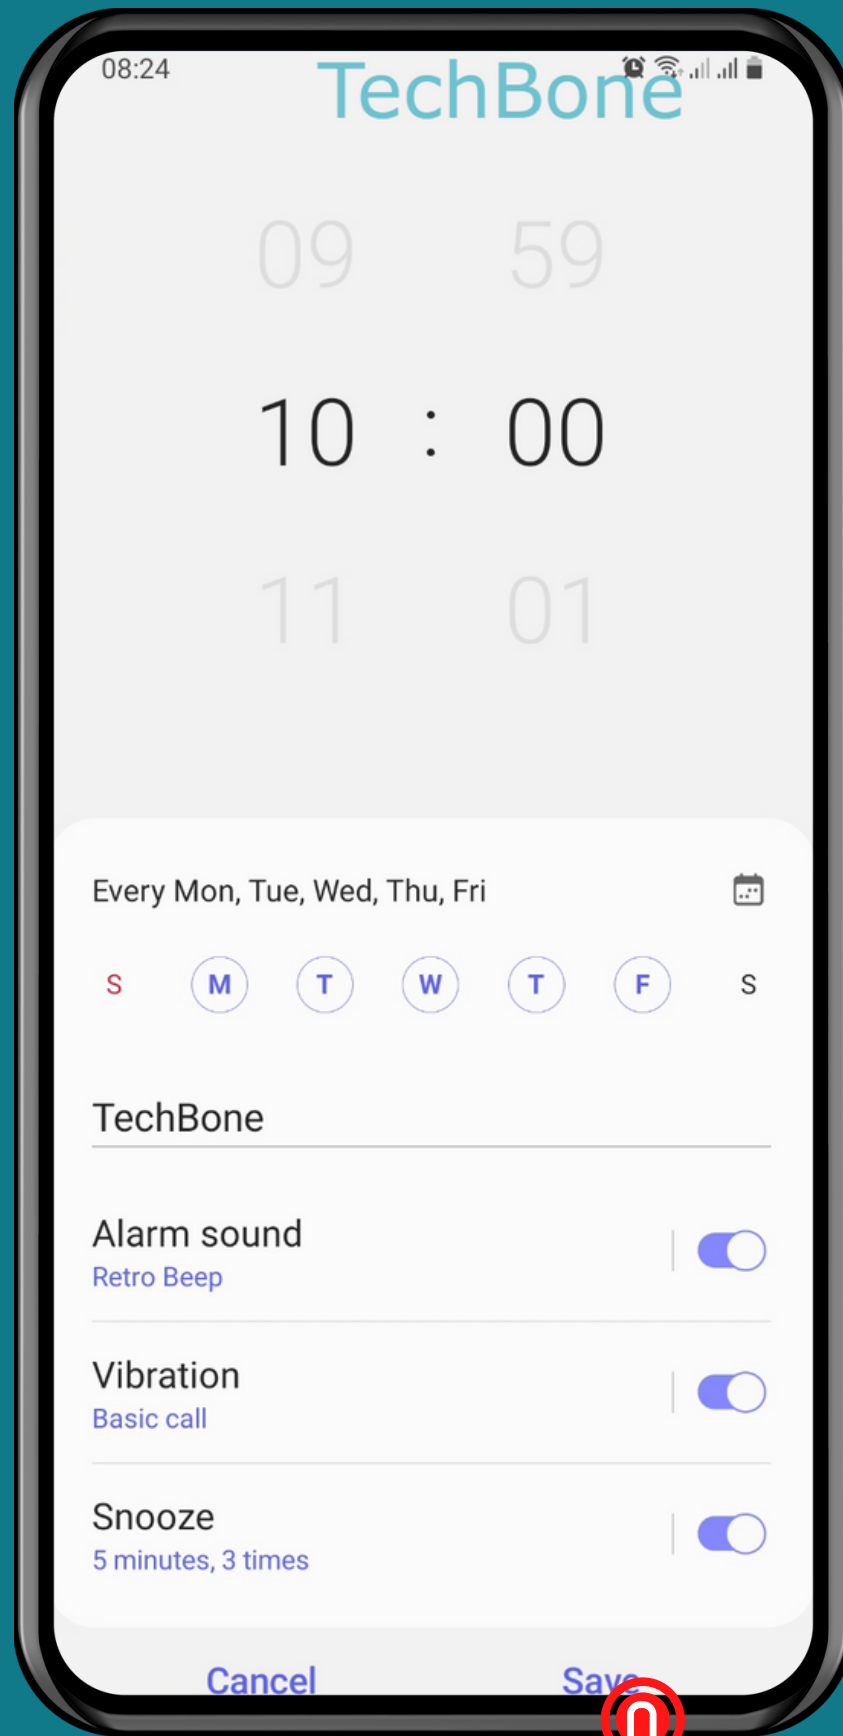 08:24
TechBone
09 59
10 : 00
11 01
Every Mon, Tue, Wed, Thu, Fri
S M T W T F S
TechBone
Alarm sound
Retro Beep
Vibration
Basic call
Snooze
5 minutes, 3 times
Cancel Save